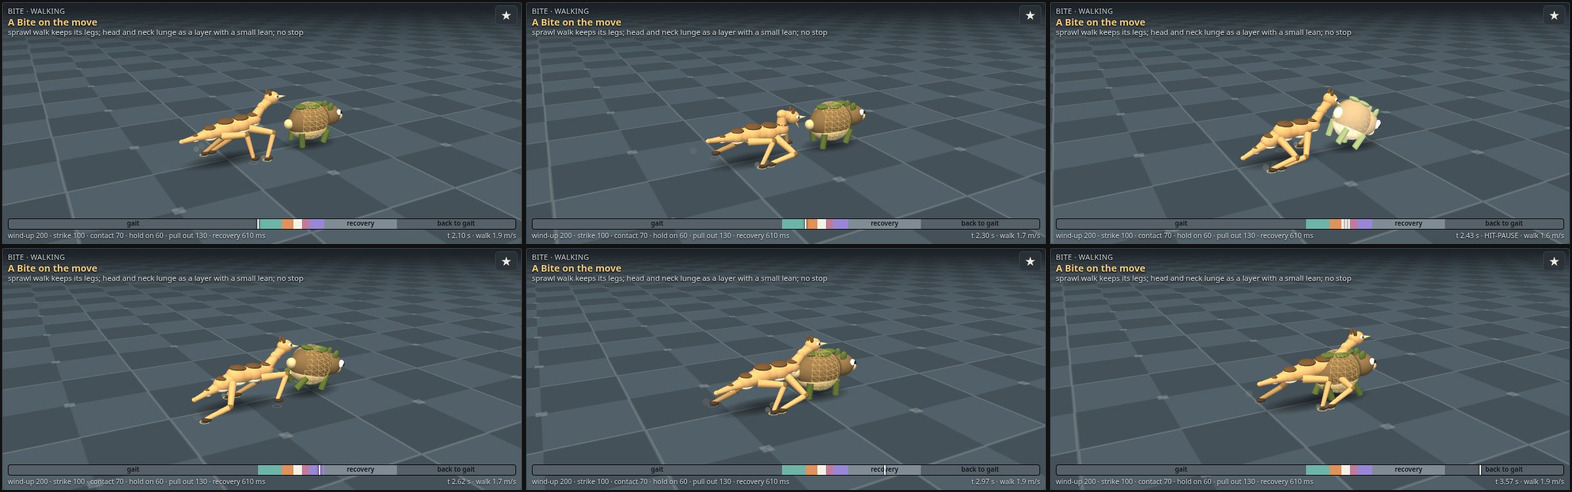 BITE · WALKING
A Bite on the move
sprawl walk keeps its legs; head and neck lunge as a layer with a small lean; no stop
gait
recovery
back to gait
wind-up 200 · strike 100 · contact 70 · hold on 60 · pull out 130 · recovery 610 ms
t 2.10 s · walk 1.9 m/s
BITE · WALKING
A Bite on the move
sprawl walk keeps its legs; head and neck lunge as a layer with a small lean; no stop
gait
recovery
back to gait
wind-up 200 · strike 100 · contact 70 · hold on 60 · pull out 130 · recovery 610 ms
t 2.30 s · walk 1.7 m/s
BITE · WALKING
A Bite on the move
sprawl walk keeps its legs; head and neck lunge as a layer with a small lean; no stop
gait
recovery
back to gait
wind-up 200 · strike 100 · contact 70 · hold on 60 · pull out 130 · recovery 610 ms
t 2.43 s · HIT-PAUSE · walk 1.6 m/s
BITE · WALKING
A Bite on the move
sprawl walk keeps its legs; head and neck lunge as a layer with a small lean; no stop
gait
recovery
back to gait
wind-up 200 · strike 100 · contact 70 · hold on 60 · pull out 130 · recovery 610 ms
t 2.62 s · walk 1.7 m/s
BITE · WALKING
A Bite on the move
sprawl walk keeps its legs; head and neck lunge as a layer with a small lean; no stop
gait
recovery
back to gait
wind-up 200 · strike 100 · contact 70 · hold on 60 · pull out 130 · recovery 610 ms
t 2.97 s · walk 1.9 m/s
BITE · WALKING
A Bite on the move
sprawl walk keeps its legs; head and neck lunge as a layer with a small lean; no stop
gait
recovery
back to gait
wind-up 200 · strike 100 · contact 70 · hold on 60 · pull out 130 · recovery 610 ms
t 3.57 s · walk 1.9 m/s